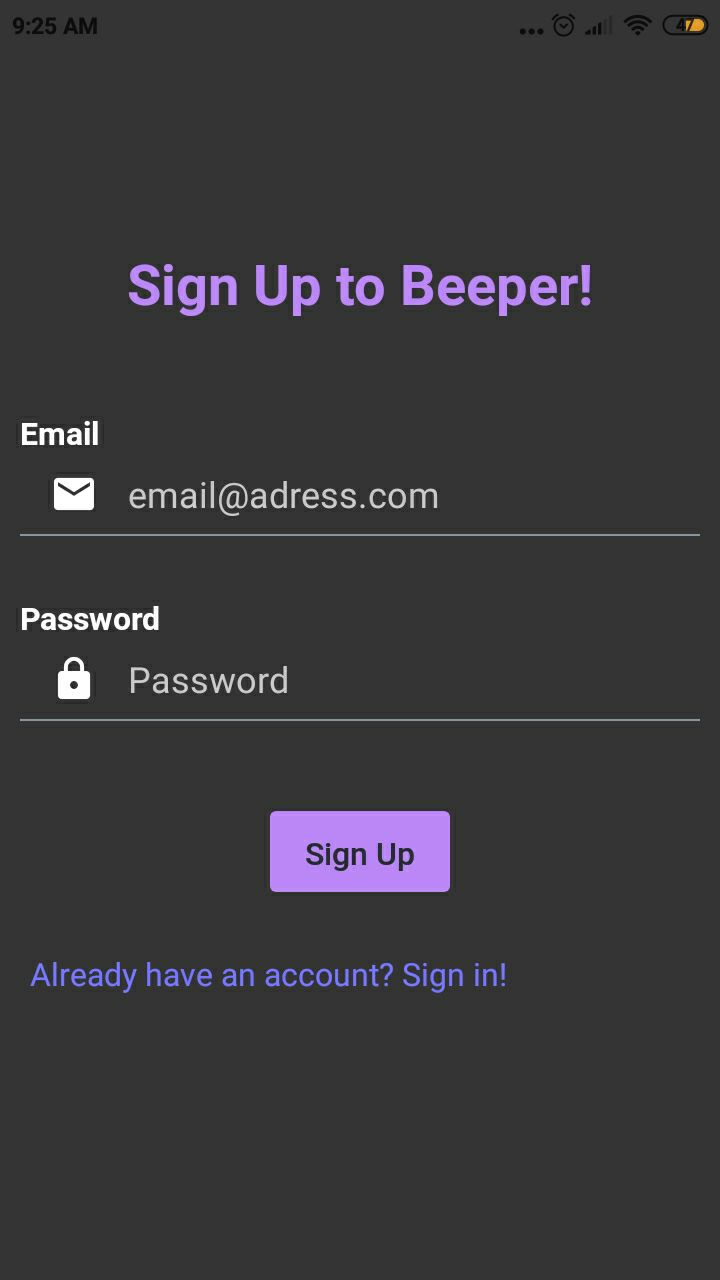 9:25 AM
47
Sign Up to Beeper!
Email
email@adress.com
Password
Password
Sign Up
Already have an account? Sign in!